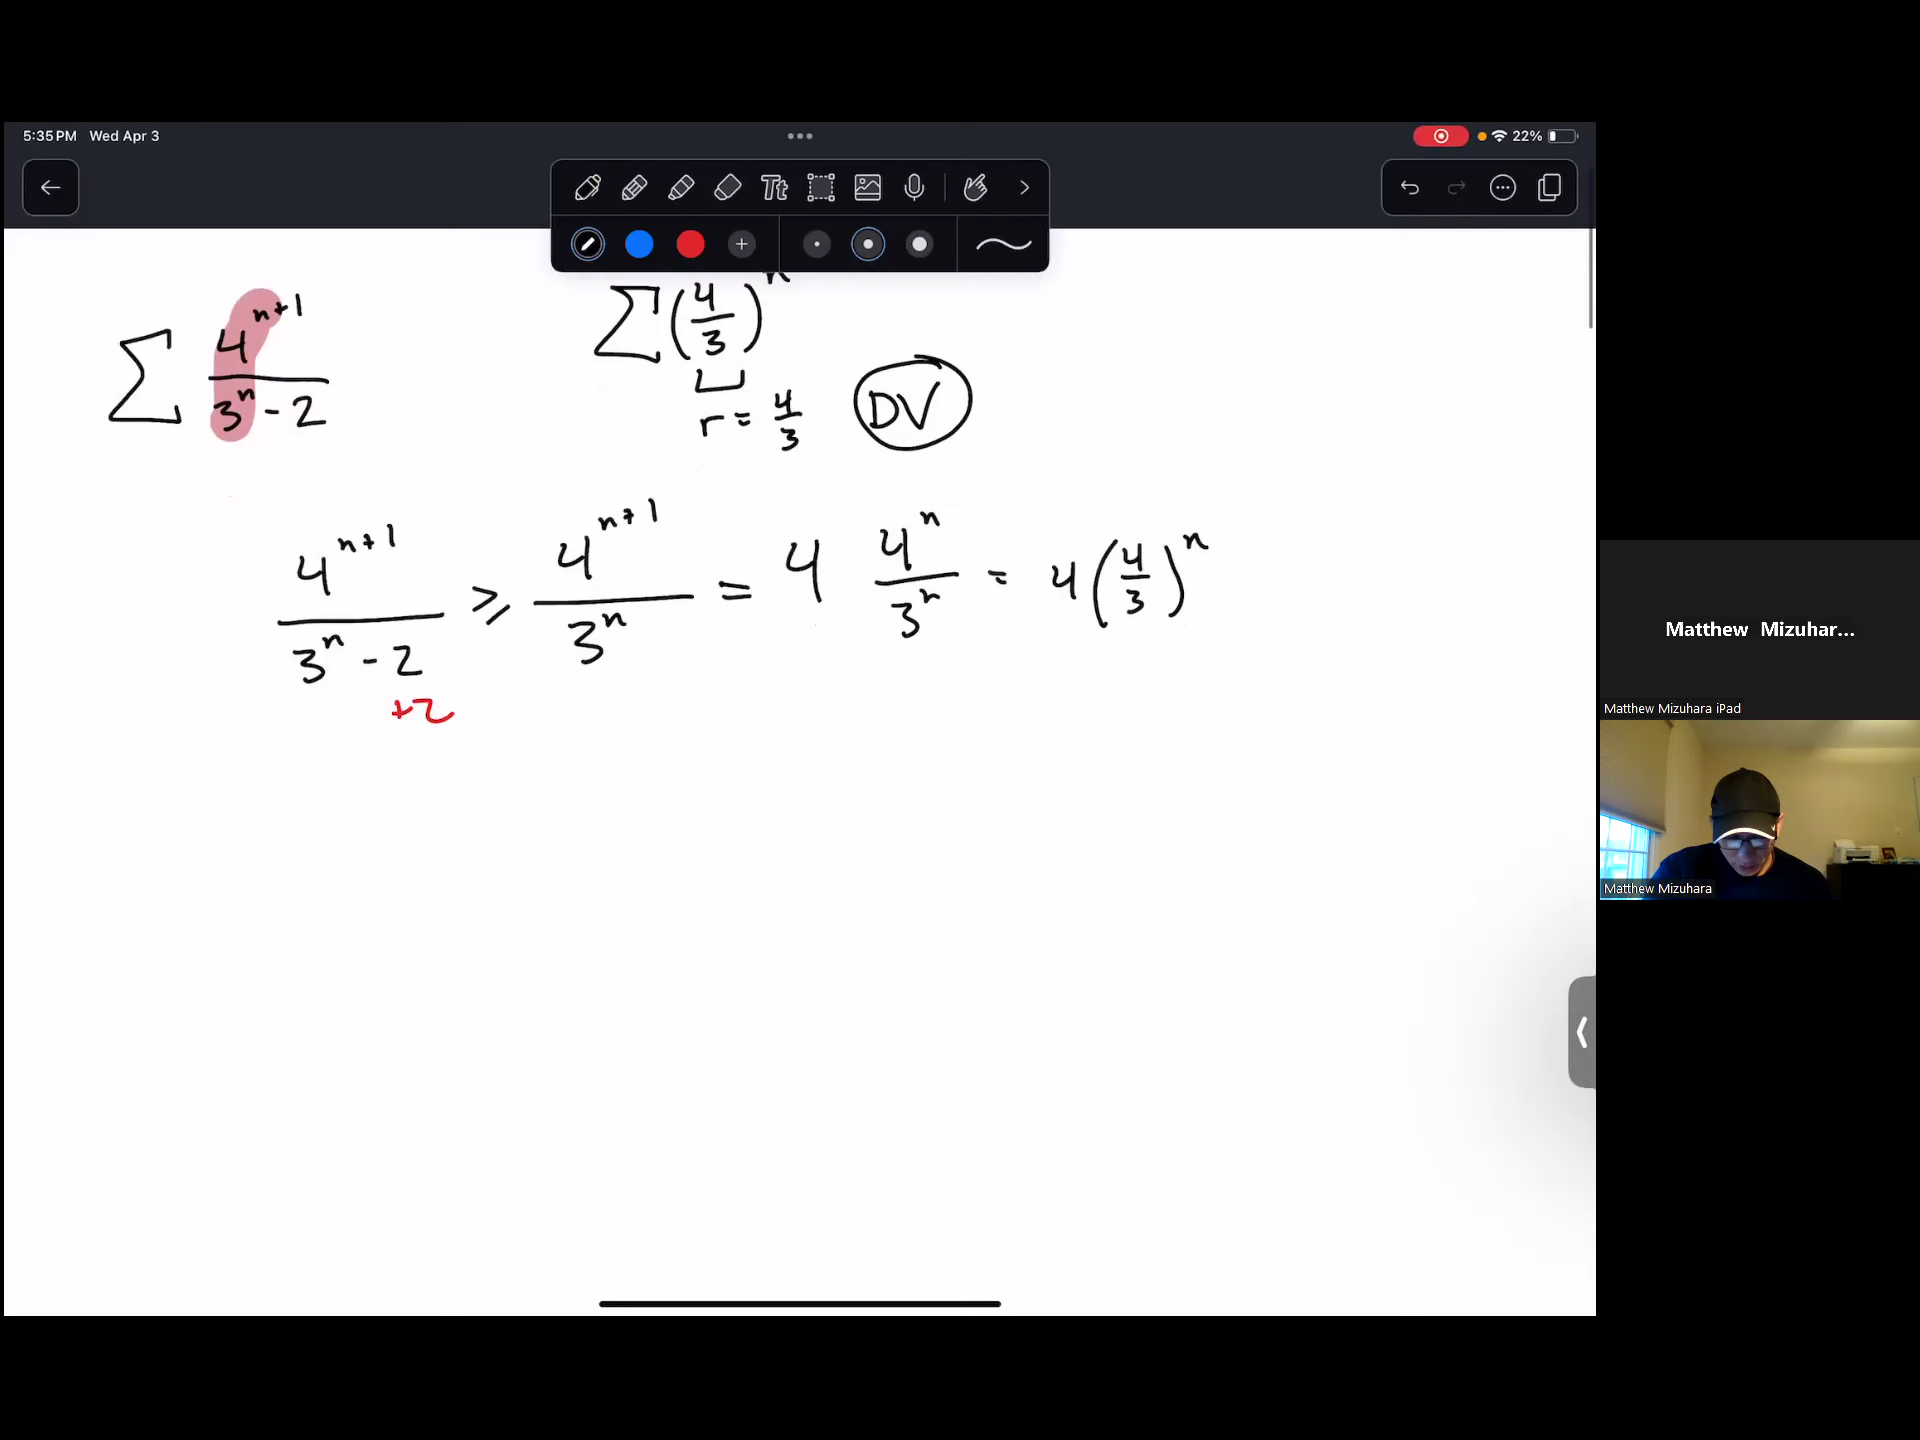 5:35 PM Wed Apr 3
22%
Tt
∑ 4^(n+1) / (3^n - 2)
∑ (4/3)^n
r = 4/3
DV
4^(n+1) / (3^n - 2) ≥ 4^(n+1) / 3^n = 4 4^n / 3^n = 4 (4/3)^n
+2
Matthew Mizuhar...
Matthew Mizuhara iPad
Matthew Mizuhara